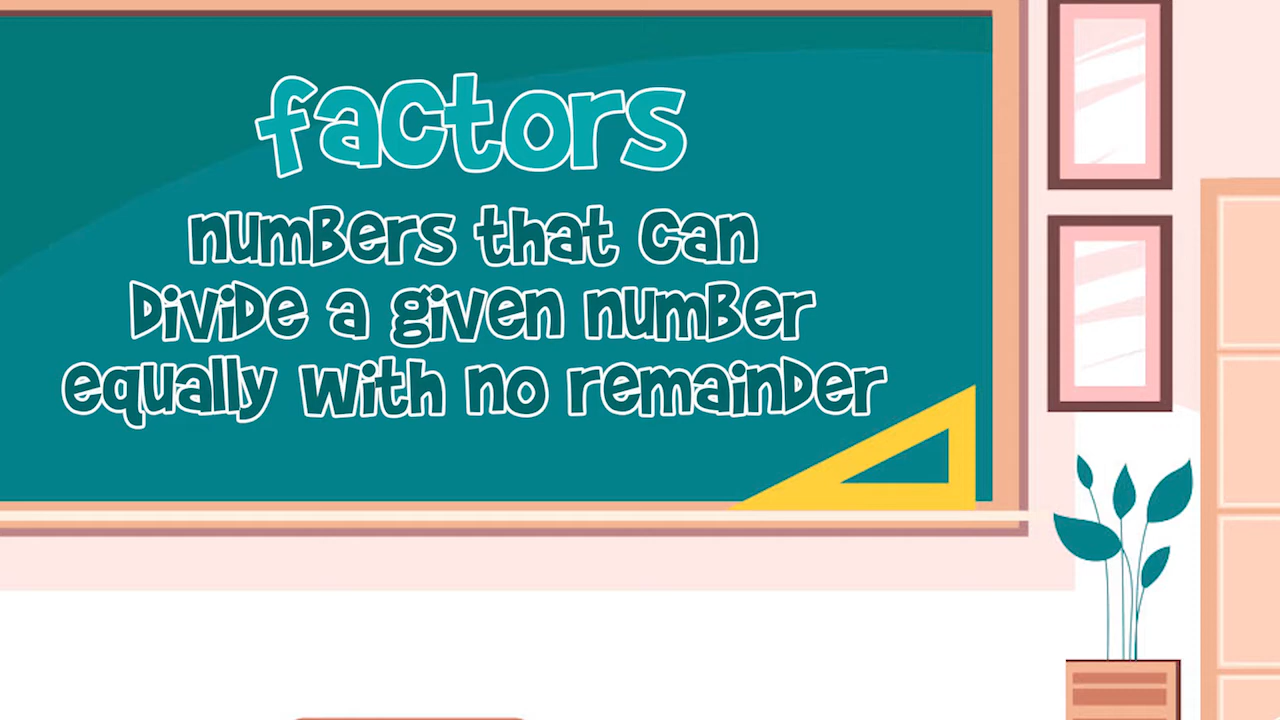 factors
numbers that can
divide a given number
equally with no remainder